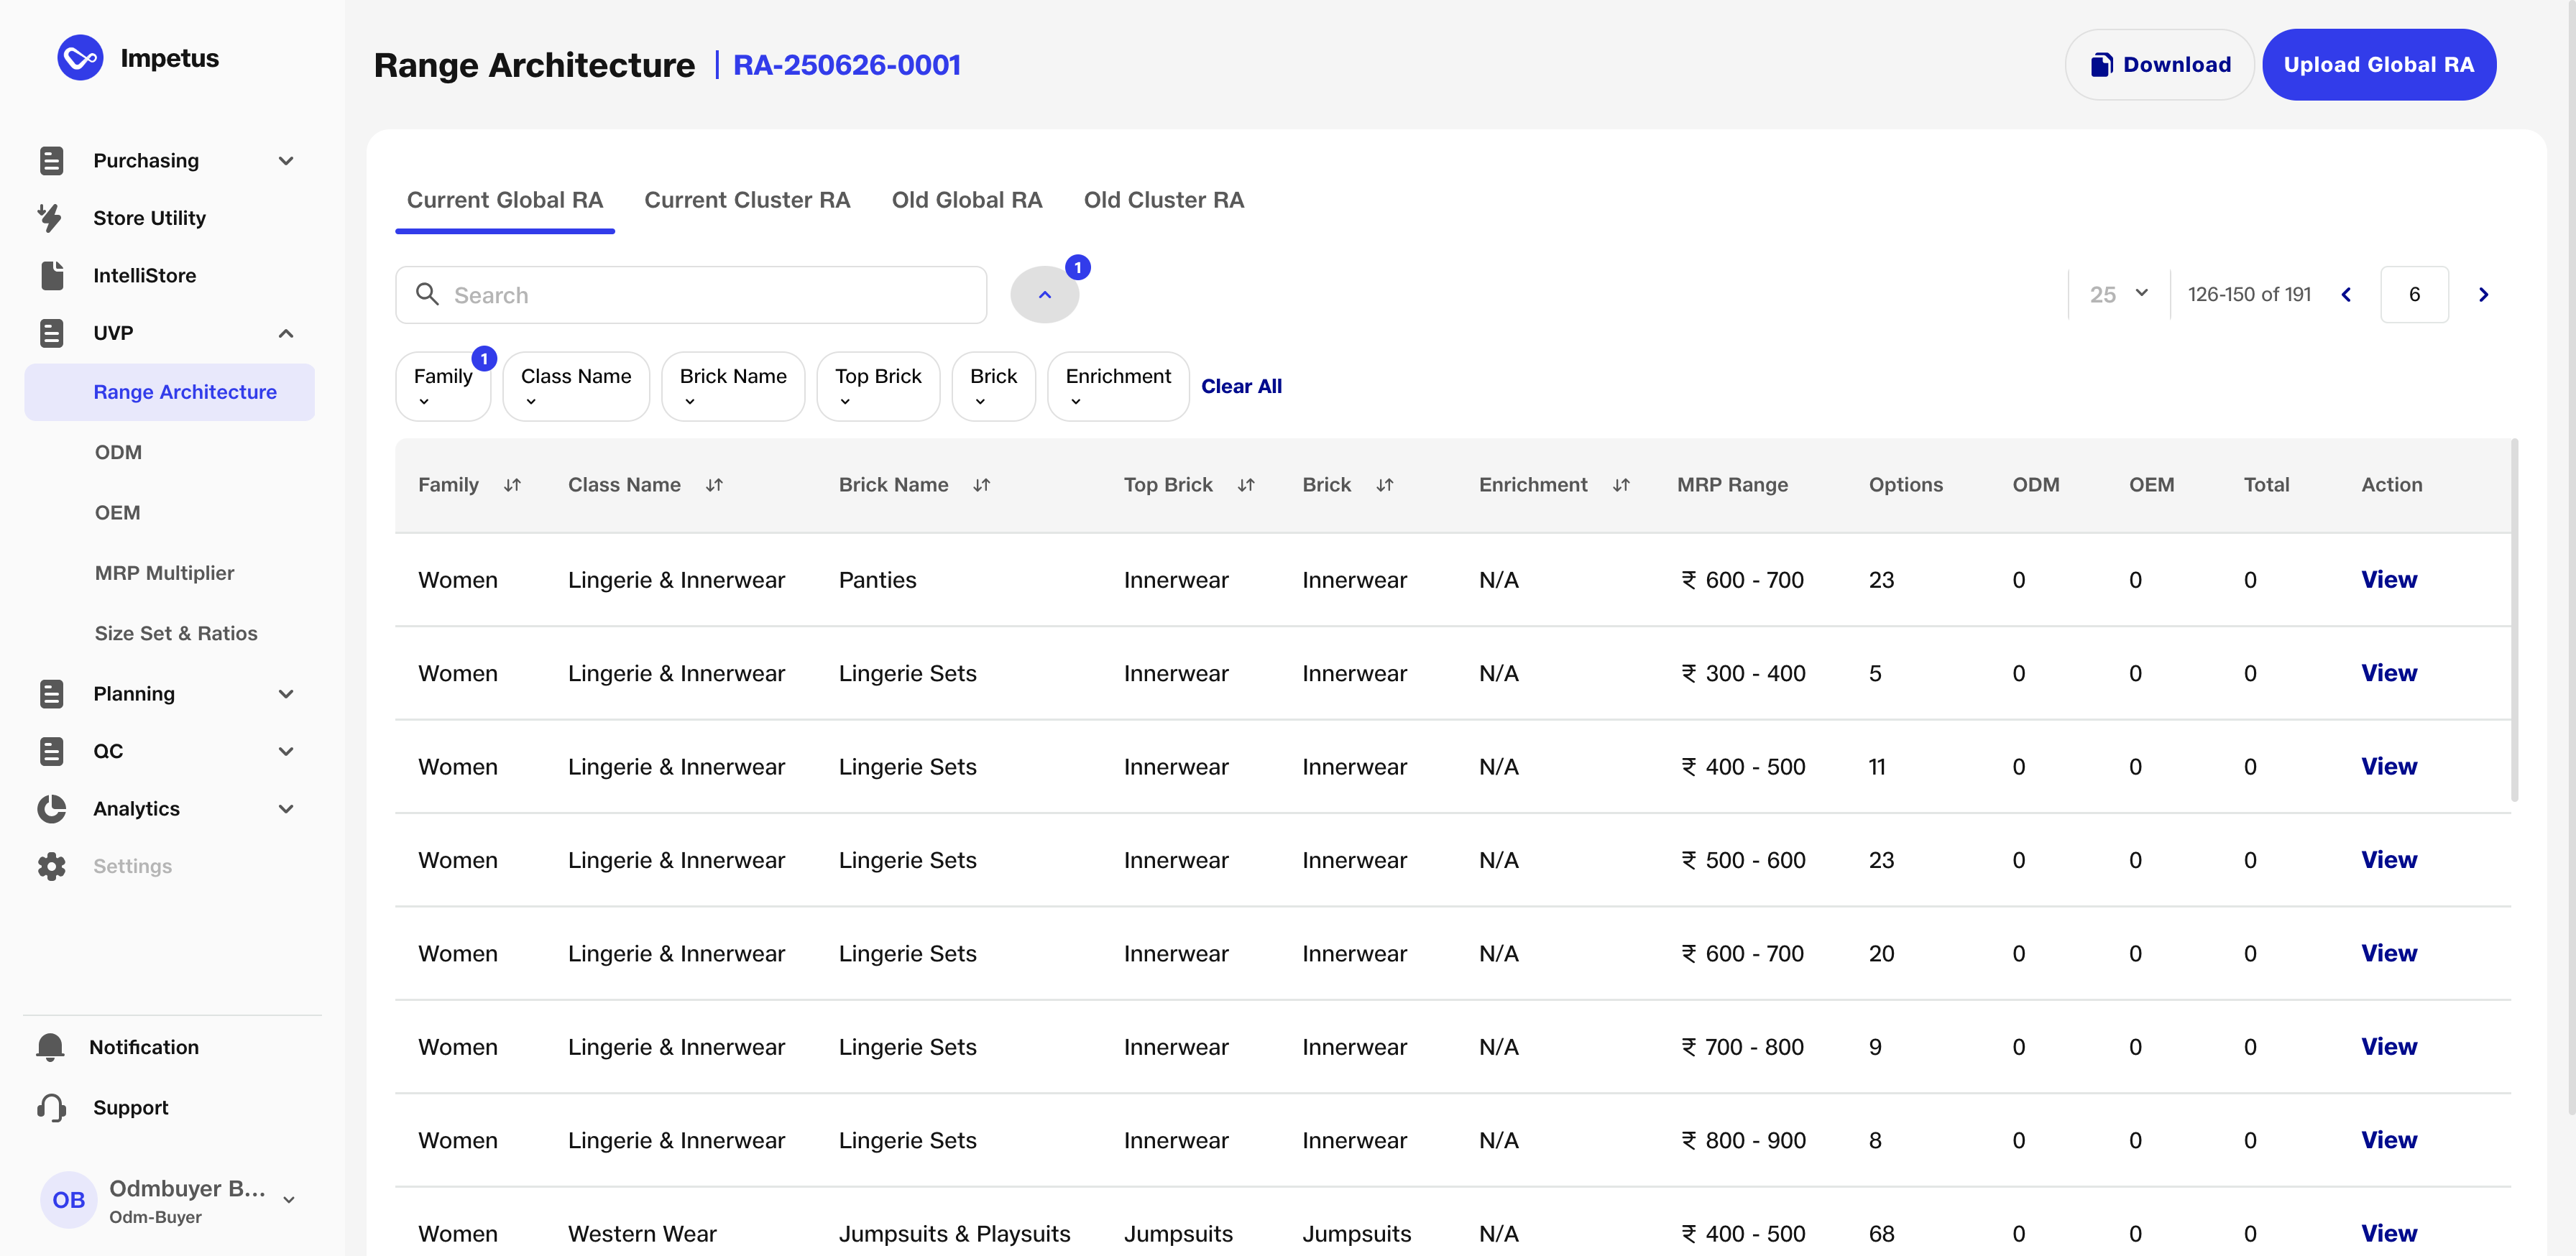 Impetus
Purchasing
Store Utility
IntelliStore
UVP
Range Architecture
ODM
OEM
MRP Multiplier
Size Set & Ratios
Planning
QC
Analytics
Settings
Notification
Support
OB
Odmbuyer B...
Odm-Buyer
Range Architecture | RA-250626-0001
Download
Upload Global RA
Current Global RA Current Cluster RA Old Global RA Old Cluster RA
Search
1
25
126-150 of 191
6
Family 1 Class Name Brick Name Top Brick Brick Enrichment Clear All
Family Class Name Brick Name Top Brick Brick Enrichment MRP Range Options ODM OEM Total Action
Women Lingerie & Innerwear Panties Innerwear Innerwear N/A ₹ 600 - 700 23 0 0 0 View
Women Lingerie & Innerwear Lingerie Sets Innerwear Innerwear N/A ₹ 300 - 400 5 0 0 0 View
Women Lingerie & Innerwear Lingerie Sets Innerwear Innerwear N/A ₹ 400 - 500 11 0 0 0 View
Women Lingerie & Innerwear Lingerie Sets Innerwear Innerwear N/A ₹ 500 - 600 23 0 0 0 View
Women Lingerie & Innerwear Lingerie Sets Innerwear Innerwear N/A ₹ 600 - 700 20 0 0 0 View
Women Lingerie & Innerwear Lingerie Sets Innerwear Innerwear N/A ₹ 700 - 800 9 0 0 0 View
Women Lingerie & Innerwear Lingerie Sets Innerwear Innerwear N/A ₹ 800 - 900 8 0 0 0 View
Women Western Wear Jumpsuits & Playsuits Jumpsuits Jumpsuits N/A ₹ 400 - 500 68 0 0 0 View